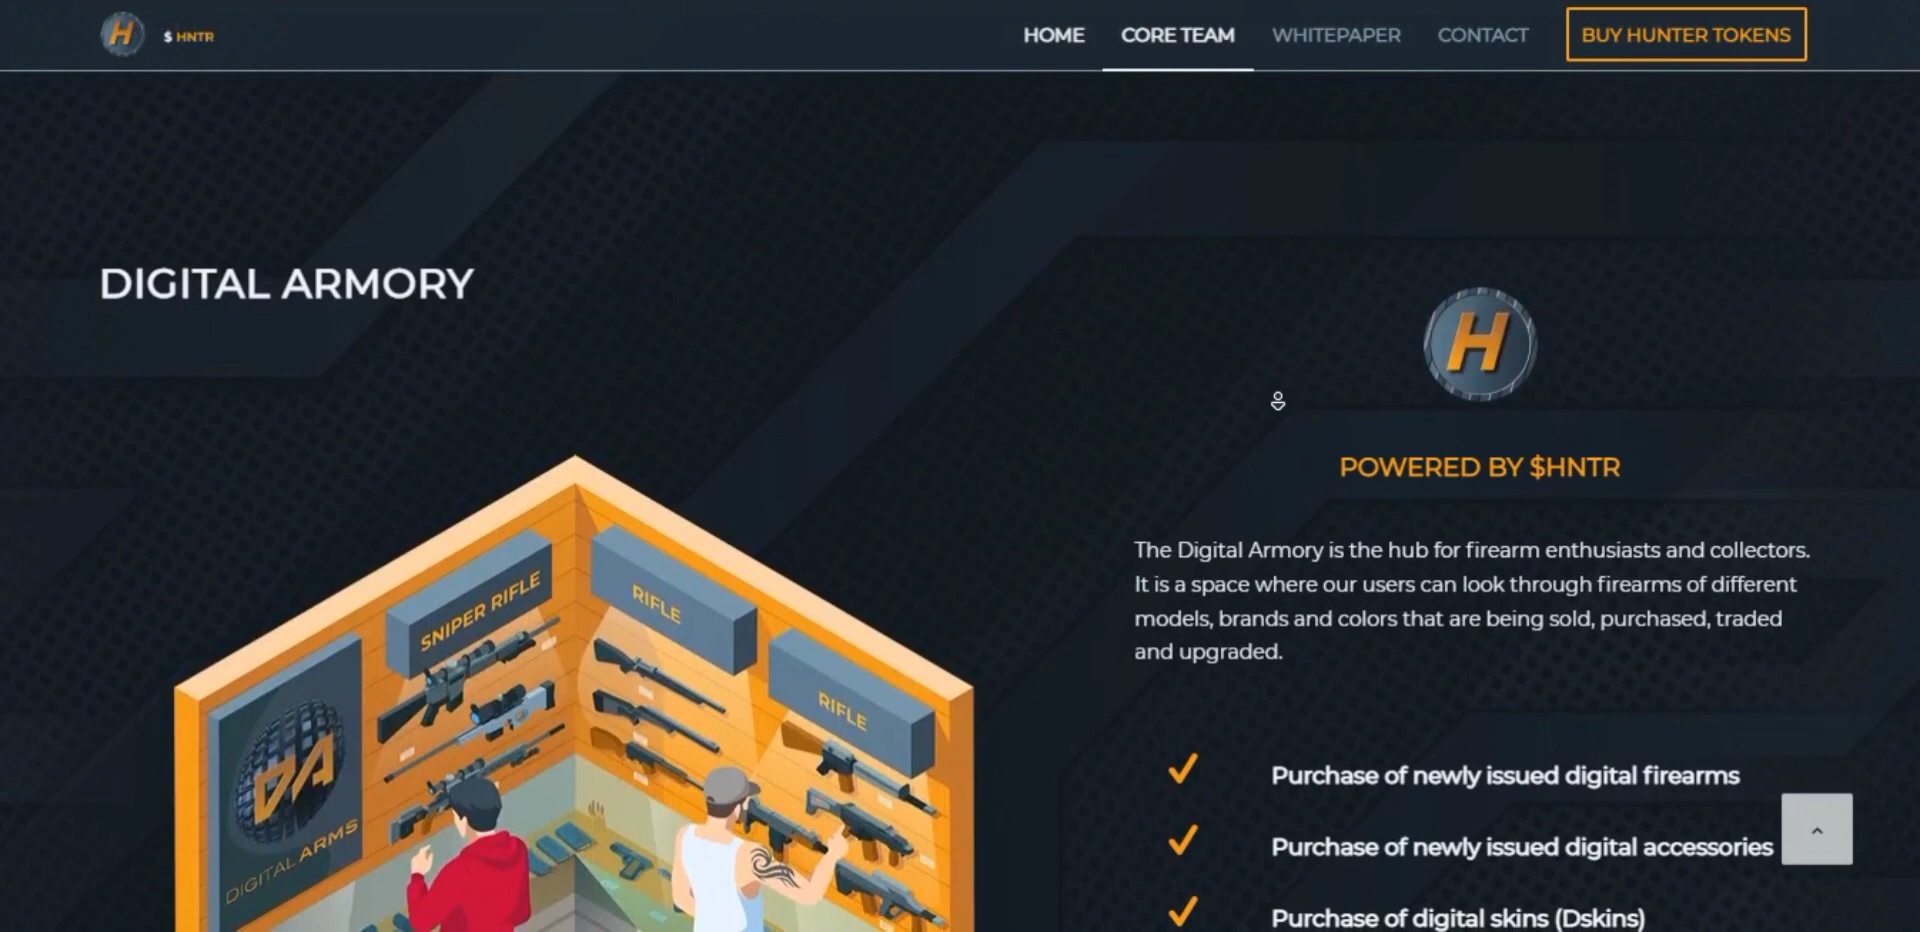 H
$ HNTR
HOME
CORE TEAM
WHITEPAPER
CONTACT
BUY HUNTER TOKENS
DIGITAL ARMORY
H
POWERED BY $HNTR
The Digital Armory is the hub for firearm enthusiasts and collectors.
It is a space where our users can look through firearms of different
models, brands and colors that are being sold, purchased, traded
and upgraded.
SNIPER RIFLE
RIFLE
RIFLE
DA
DIGITAL ARMS
Purchase of newly issued digital firearms
Purchase of newly issued digital accessories
Purchase of digital skins (Dskins)